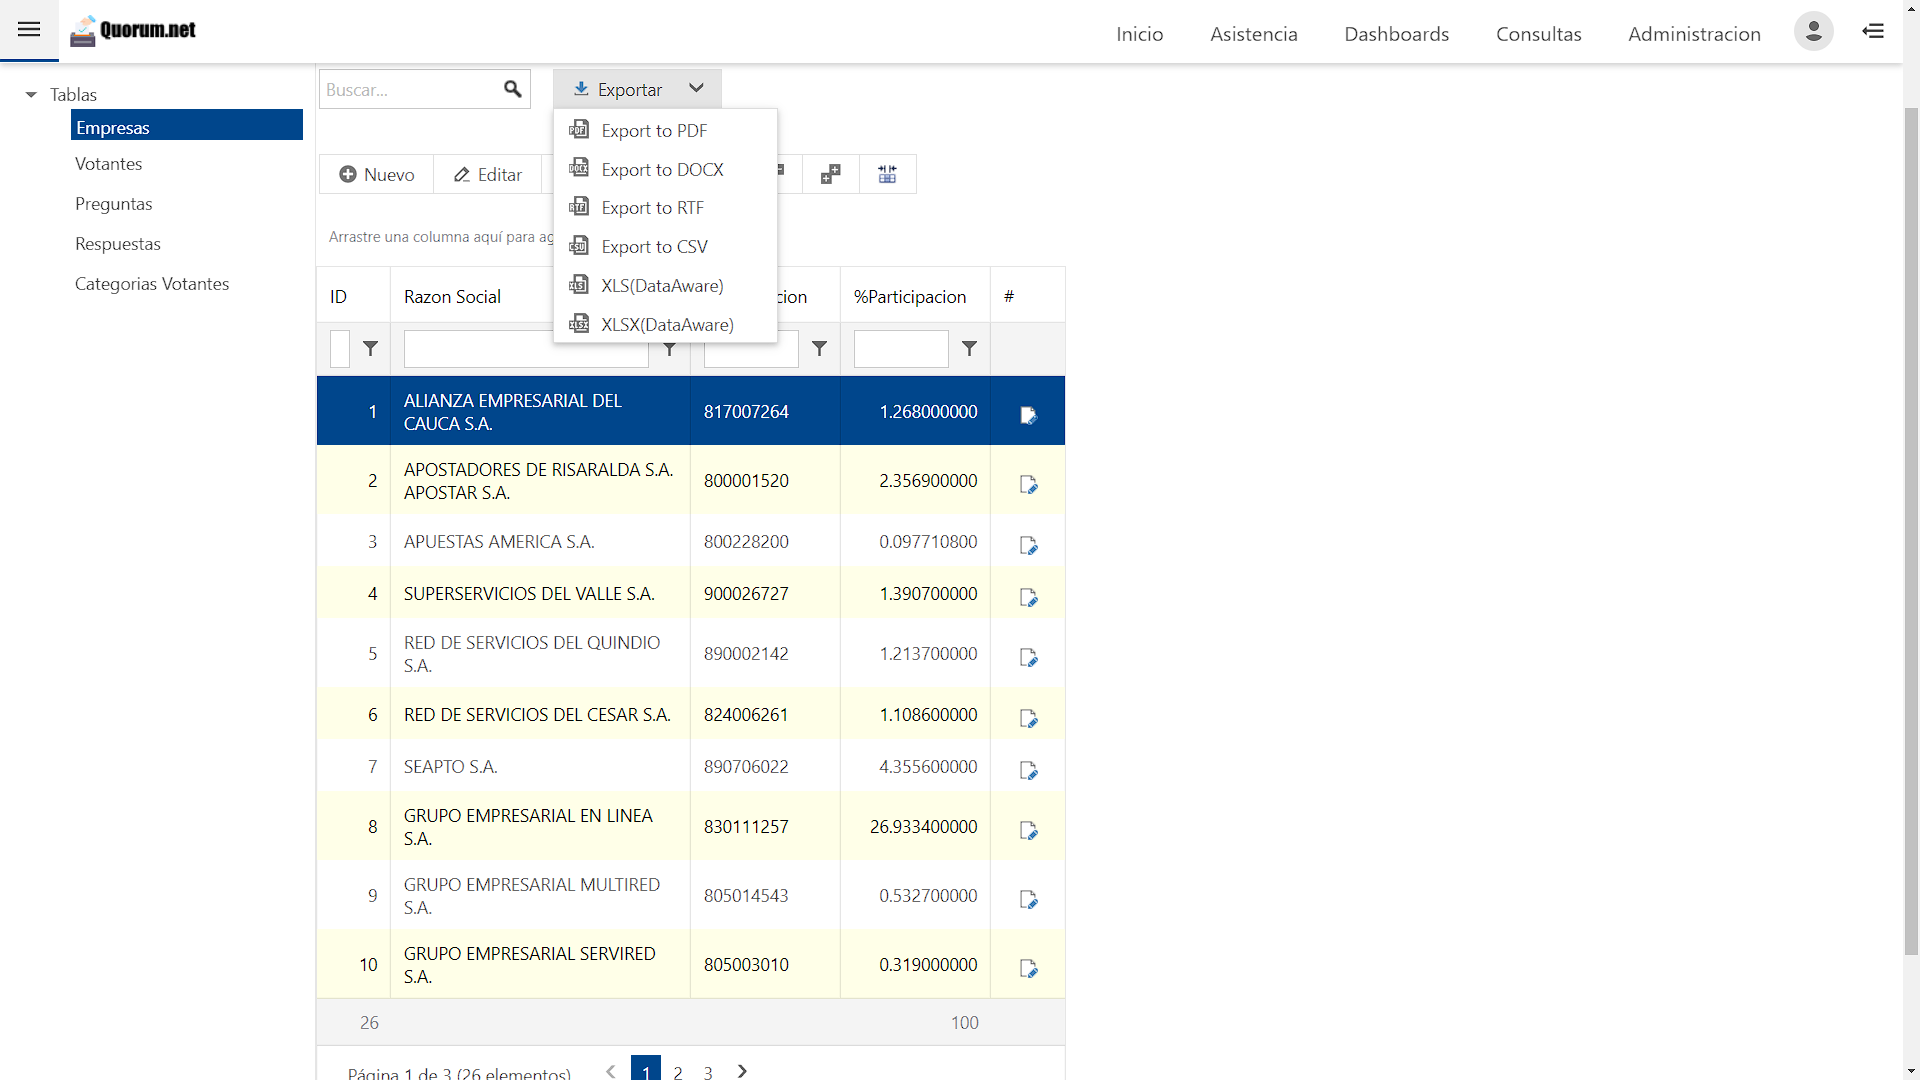 Quorum.net
Inicio
Asistencia
Dashboards
Consultas
Administracion
Tablas
Empresas
Votantes
Preguntas
Respuestas
Categorias Votantes
Buscar...
Exportar
Export to PDF
Export to DOCX
Export to RTF
Export to CSV
XLS(DataAware)
XLSX(DataAware)
Nuevo
Editar
Arrastre una columna aquí para
ID
Razon Social
%Participacion
#
1
ALIANZA EMPRESARIAL DEL
CAUCA S.A.
817007264
1.268000000
2
APOSTADORES DE RISARALDA S.A.
APOSTAR S.A.
800001520
2.356900000
3
APUESTAS AMERICA S.A.
800228200
0.097710800
4
SUPERSERVICIOS DEL VALLE S.A.
900026727
1.390700000
5
RED DE SERVICIOS DEL QUINDIO
S.A.
890002142
1.213700000
6
RED DE SERVICIOS DEL CESAR S.A.
824006261
1.108600000
7
SEAPTO S.A.
890706022
4.355600000
8
GRUPO EMPRESARIAL EN LINEA
S.A.
830111257
26.933400000
9
GRUPO EMPRESARIAL MULTIRED
S.A.
805014543
0.532700000
10
GRUPO EMPRESARIAL SERVIRED
S.A.
805003010
0.319000000
26
100
Página 1 de 3 (26 elementos)
1
2
3